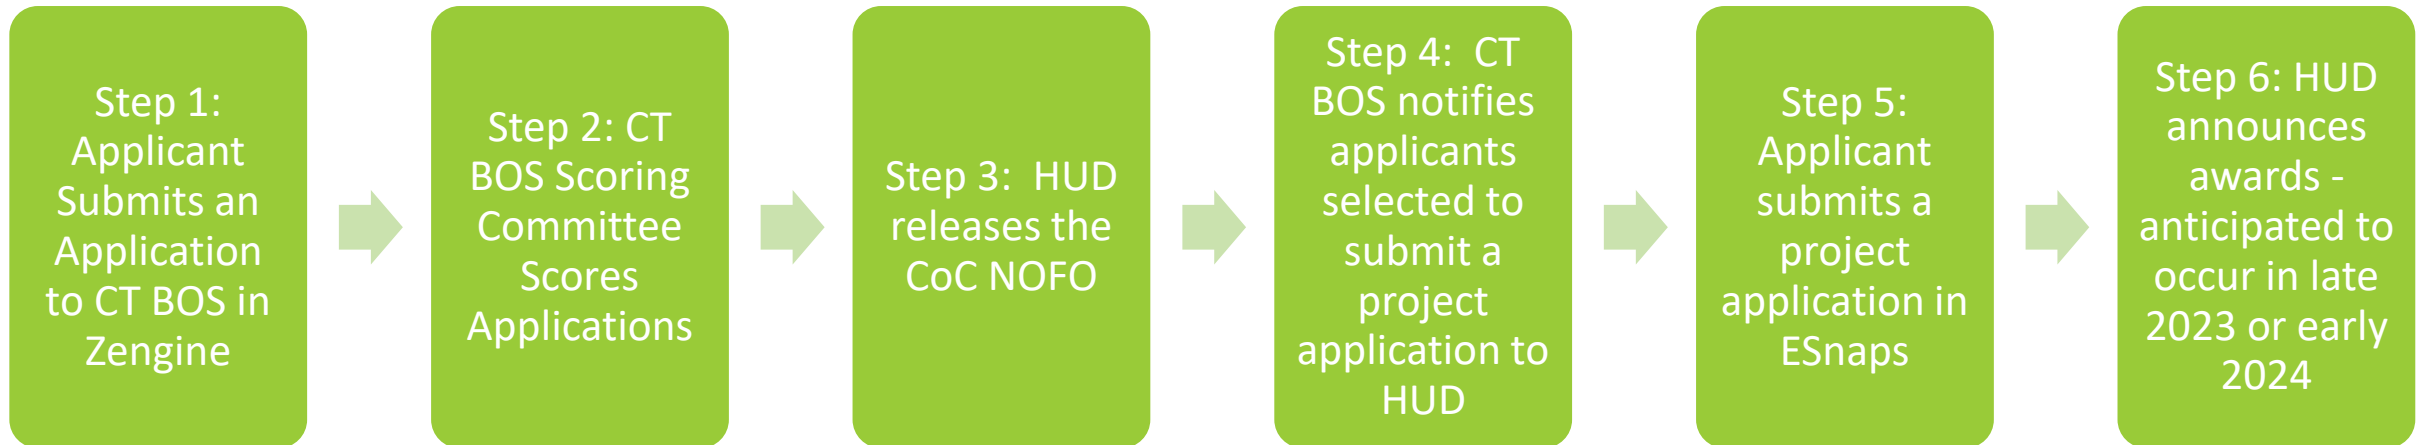 Step 1:
Applicant
Submits an
Application
to CT BOS in
Zengine
Step 2: CT
BOS Scoring
Committee
Scores
Applications
Step 3:  HUD
releases the
CoC NOFO
Step 4:  CT
BOS notifies
applicants
selected to
submit a
project
application to
HUD
Step 5:
Applicant
submits a
project
application in
ESnaps
Step 6: HUD
announces
awards -
anticipated to
occur in late
2023 or early
2024